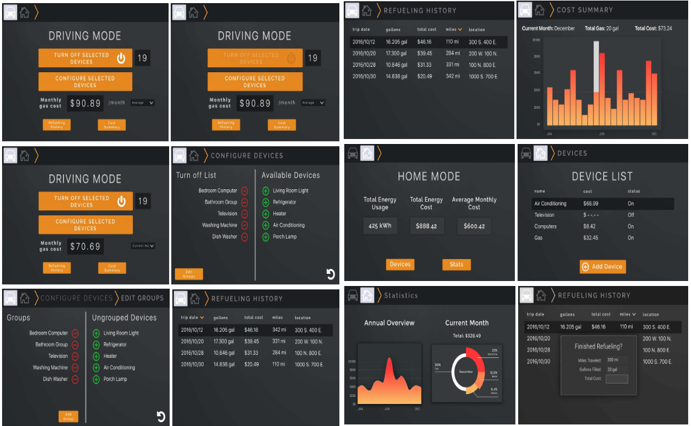 DRIVING MODE
TURN OFF SELECTED
DEVICES
19
CONFIGURE SELECTED
DEVICES
Monthly
gas cost
$90.89
/month
Average
Refueling
History
Cost
Summary
DRIVING MODE
TURN OFF SELECTED
DEVICES
19
CONFIGURE SELECTED
DEVICES
Monthly
gas cost
$90.89
/month
Average
Refueling
History
Cost
Summary
REFUELING HISTORY
trip date gallons total cost miles location
2016/10/12 16.205 gal $46.16 110 mi 300 S. 400 E.
2016/10/20 17.300 gal $39.45 284 mi 200 W. 100 N.
2016/10/28 10.846 gal $31.33 331 mi 100 N. 800 E.
2016/10/30 14.838 gal $20.49 342 mi 1000 S. 700 E.
COST SUMMARY
Current Month: December Total Gas: 20 gal Total Cost: $73.24
JAN JUN DEC
DRIVING MODE
TURN OFF SELECTED
DEVICES
19
CONFIGURE SELECTED
DEVICES
Monthly
gas cost
$70.69
Refueling
History
Cost
Summary
CONFIGURE DEVICES
Turn off List Available Devices
Bedroom Computer Living Room Light
Bathroom Group Refrigerator
Television Heater
Washing Machine Air Conditioning
Dish Washer Porch Lamp
Edit
Groups
HOME MODE
Total Energy
Usage
Total Energy
Cost
Average Monthly
Cost
425 kWh $888.42 $600.42
Devices Stats
DEVICES
DEVICE LIST
name cost status
Air Conditioning $68.99 On
Television $ - - . - - Off
Computers $8.42 On
Gas $32.45 On
Add Device
CONFIGURE DEVICES EDIT GROUPS
Groups Ungrouped Devices
Bedroom Computer Living Room Light
Bathroom Group Refrigerator
Television Heater
Washing Machine Air Conditioning
Dish Washer Porch Lamp
Group
REFUELING HISTORY
trip date gallons total cost miles location
2016/10/12 16.205 gal $46.16 342 mi 300 S. 400 E.
2016/10/20 17.300 gal $39.45 331 mi 200 W. 100 N.
2016/10/28 10.846 gal $31.33 284 mi 100 N. 800 E.
2016/10/30 14.838 gal $20.49 110 mi 1000 S. 700 E.
Statistics
Annual Overview Current Month
Total: $326.49
December
JAN JUN DEC
REFUELING HISTORY
trip date gallons total cost miles location
2016/10/12 16.205 gal $46.16 110 mi 300 S. 400 E.
2016/10/20 200 W. 100 N.
2016/10/28 100 N. 800 E.
2016/10/30 1000 S. 700 E.
Finished Refueling?
Miles Traveled
Gallons Filled 20 gal
Total Cost